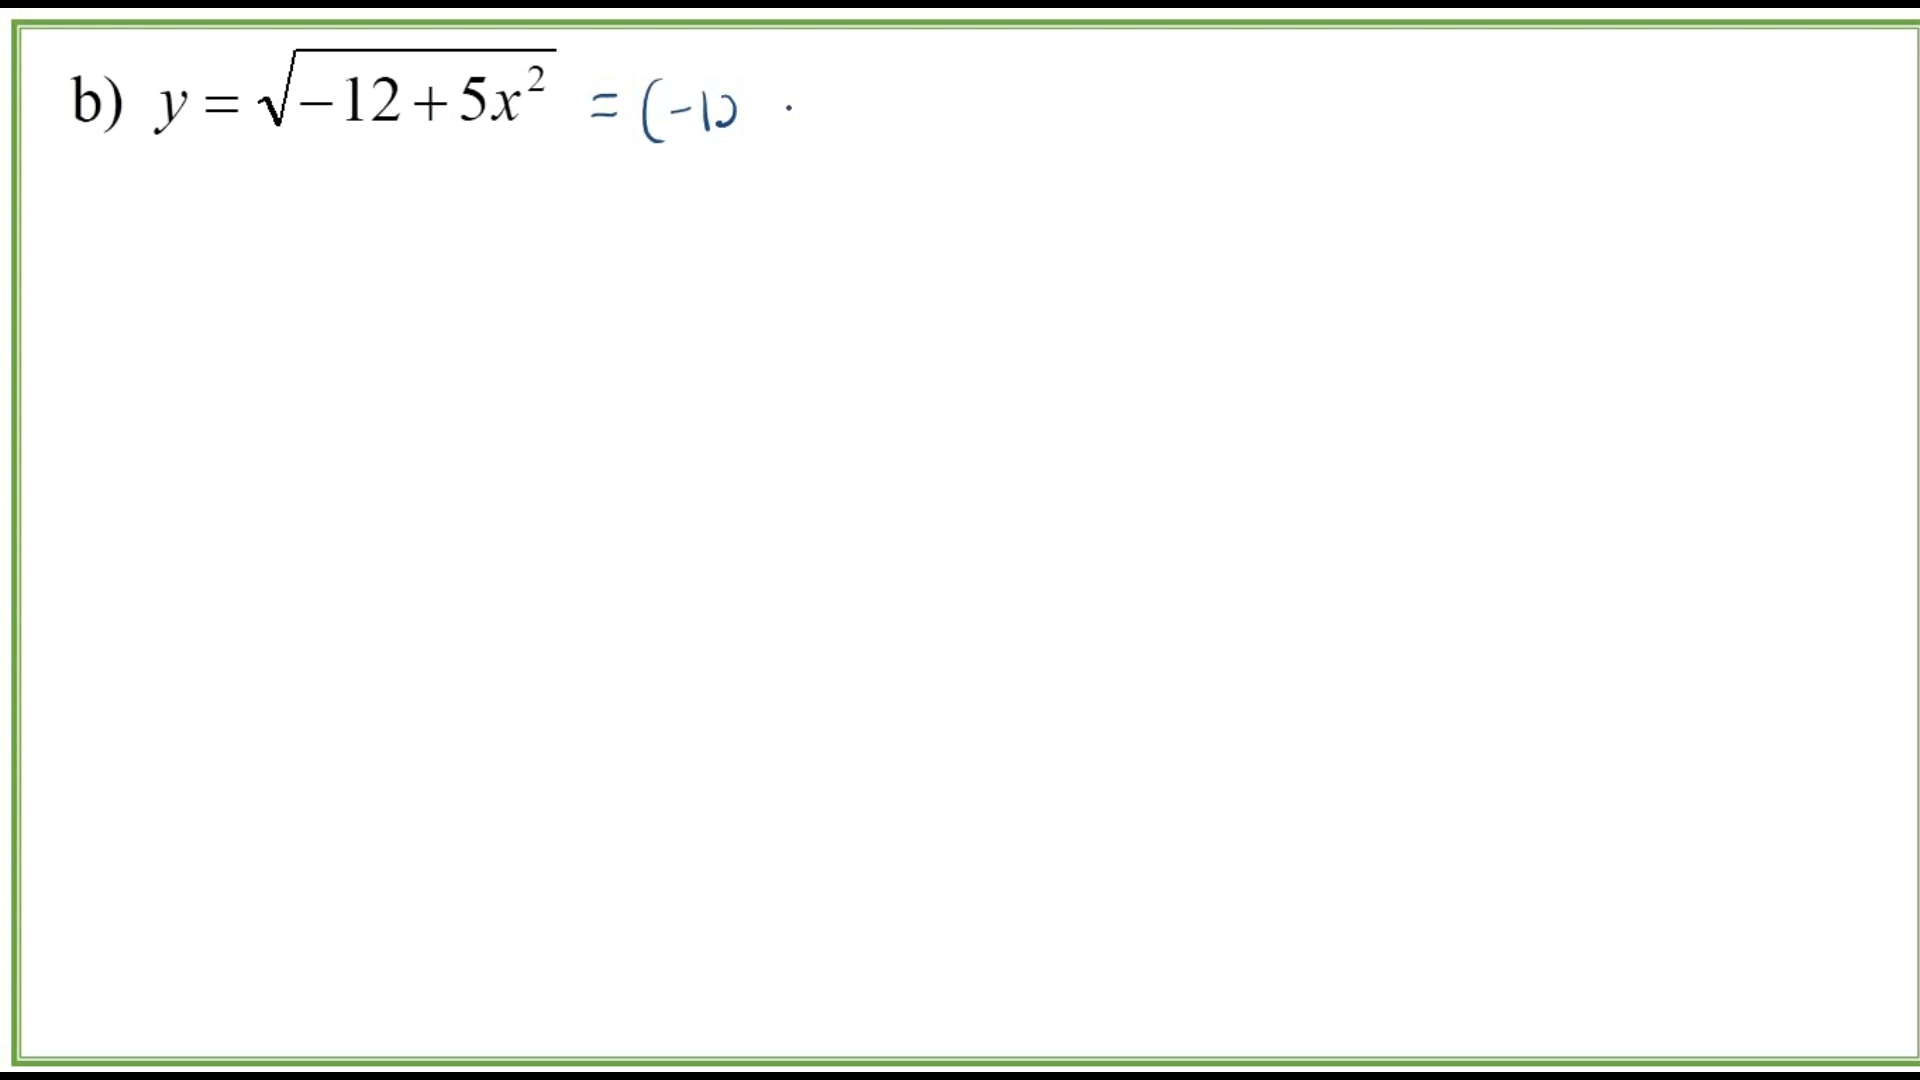 b) y = √−12 + 5x² = (-12